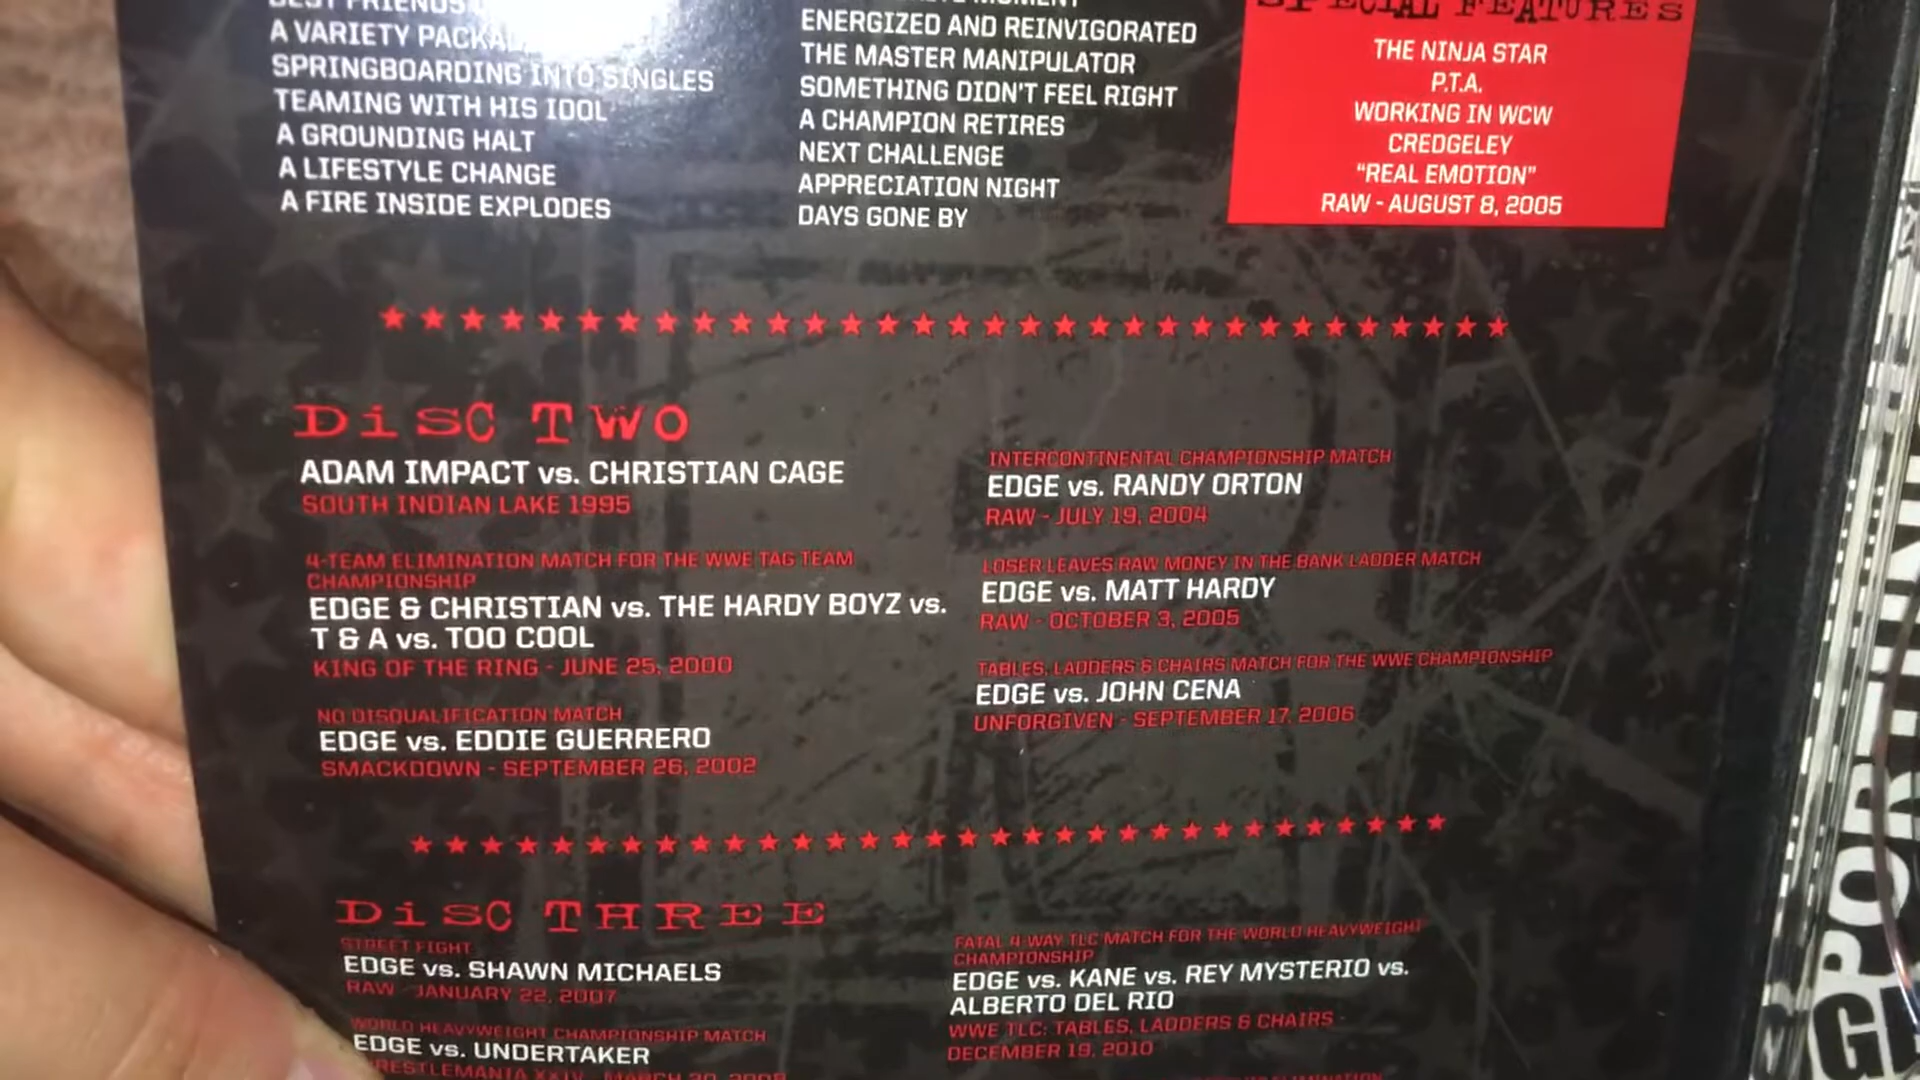 BEST FRIENDS
A VARIETY
SPRINGBOARDING INTO SINGLES
TEAMING WITH HIS IDOL
A GROUNDING HALT
A LIFESTYLE CHANGE
A FIRE INSIDE EXPLODES
MOMENT
ENERGIZED AND REINVIGORATED
THE MASTER MANIPULATOR
SOMETHING DIDN'T FEEL RIGHT
A CHAMPION RETIRES
NEXT CHALLENGE
APPRECIATION NIGHT
DAYS GONE BY
SPECIAL FEATURES
THE NINJA STAR
P.T.A.
WORKING IN WCW
CREDGELEY
"REAL EMOTION"
RAW - AUGUST 8, 2005
DiSC TWO
ADAM IMPACT vs. CHRISTIAN CAGE
SOUTH INDIAN LAKE 1995
4-TEAM ELIMINATION MATCH FOR THE WWE TAG TEAM
CHAMPIONSHIP
EDGE & CHRISTIAN vs. THE HARDY BOYZ vs.
T & A vs. TOO COOL
KING OF THE RING - JUNE 25, 2000
NO DISQUALIFICATION MATCH
EDGE vs. EDDIE GUERRERO
SMACKDOWN - SEPTEMBER 26, 2002
INTERCONTINENTAL CHAMPIONSHIP MATCH
EDGE vs. RANDY ORTON
RAW - JULY 19, 2004
LOSER LEAVES RAW MONEY IN THE BANK LADDER MATCH
EDGE vs. MATT HARDY
RAW - OCTOBER 3, 2005
TABLES, LADDERS & CHAIRS MATCH FOR THE WWE CHAMPIONSHIP
EDGE vs. JOHN CENA
UNFORGIVEN - SEPTEMBER 17, 2006
DiSC THREE
STREET FIGHT
EDGE vs. SHAWN MICHAELS
RAW - JANUARY 22, 2007
WORLD HEAVYWEIGHT CHAMPIONSHIP MATCH
EDGE vs. UNDERTAKER
WRESTLEMANIA XXIV - MARCH 30, 2008
FATAL 4-WAY TLC MATCH FOR THE WORLD HEAVYWEIGHT
CHAMPIONSHIP
EDGE vs. KANE vs. REY MYSTERIO vs.
ALBERTO DEL RIO
WWE TLC: TABLES, LADDERS & CHAIRS -
DECEMBER 19, 2010
ELIMINATION